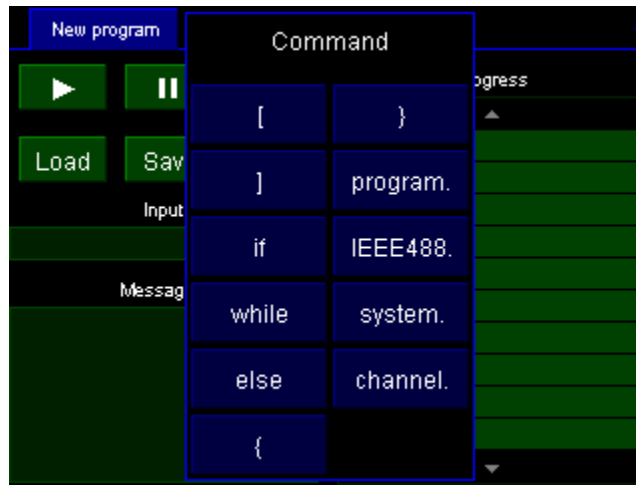 New program
Command
ogress
[ }
Load Sav
] program.
Input
if IEEE488.
Messag
while system.
else channel.
{